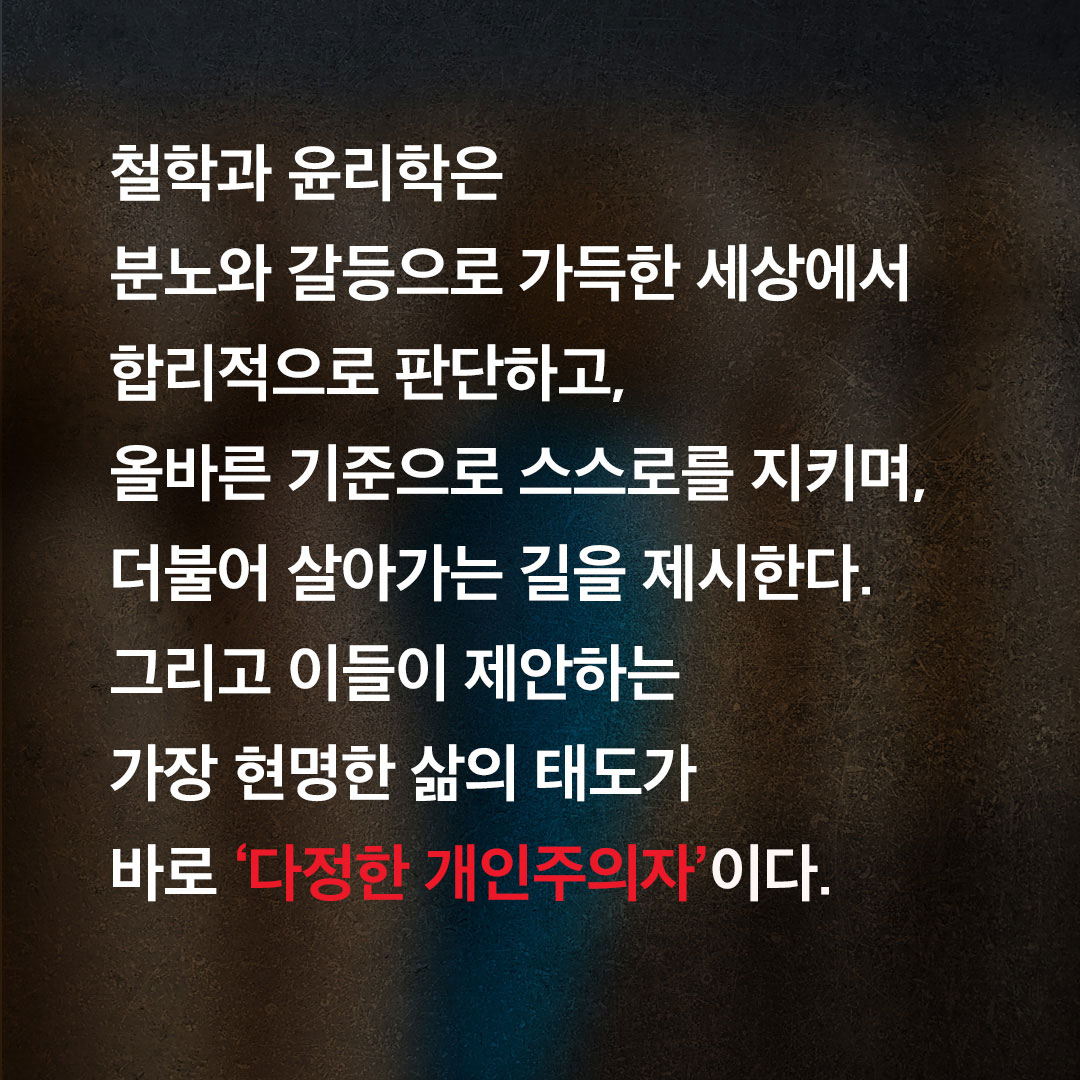 철학과 윤리학은
분노와 갈등으로 가득한 세상에서
합리적으로 판단하고,
올바른 기준으로 스스로를 지키며,
더불어 살아가는 길을 제시한다.
그리고 이들이 제안하는
가장 현명한 삶의 태도가
바로 ‘다정한 개인주의자’이다.